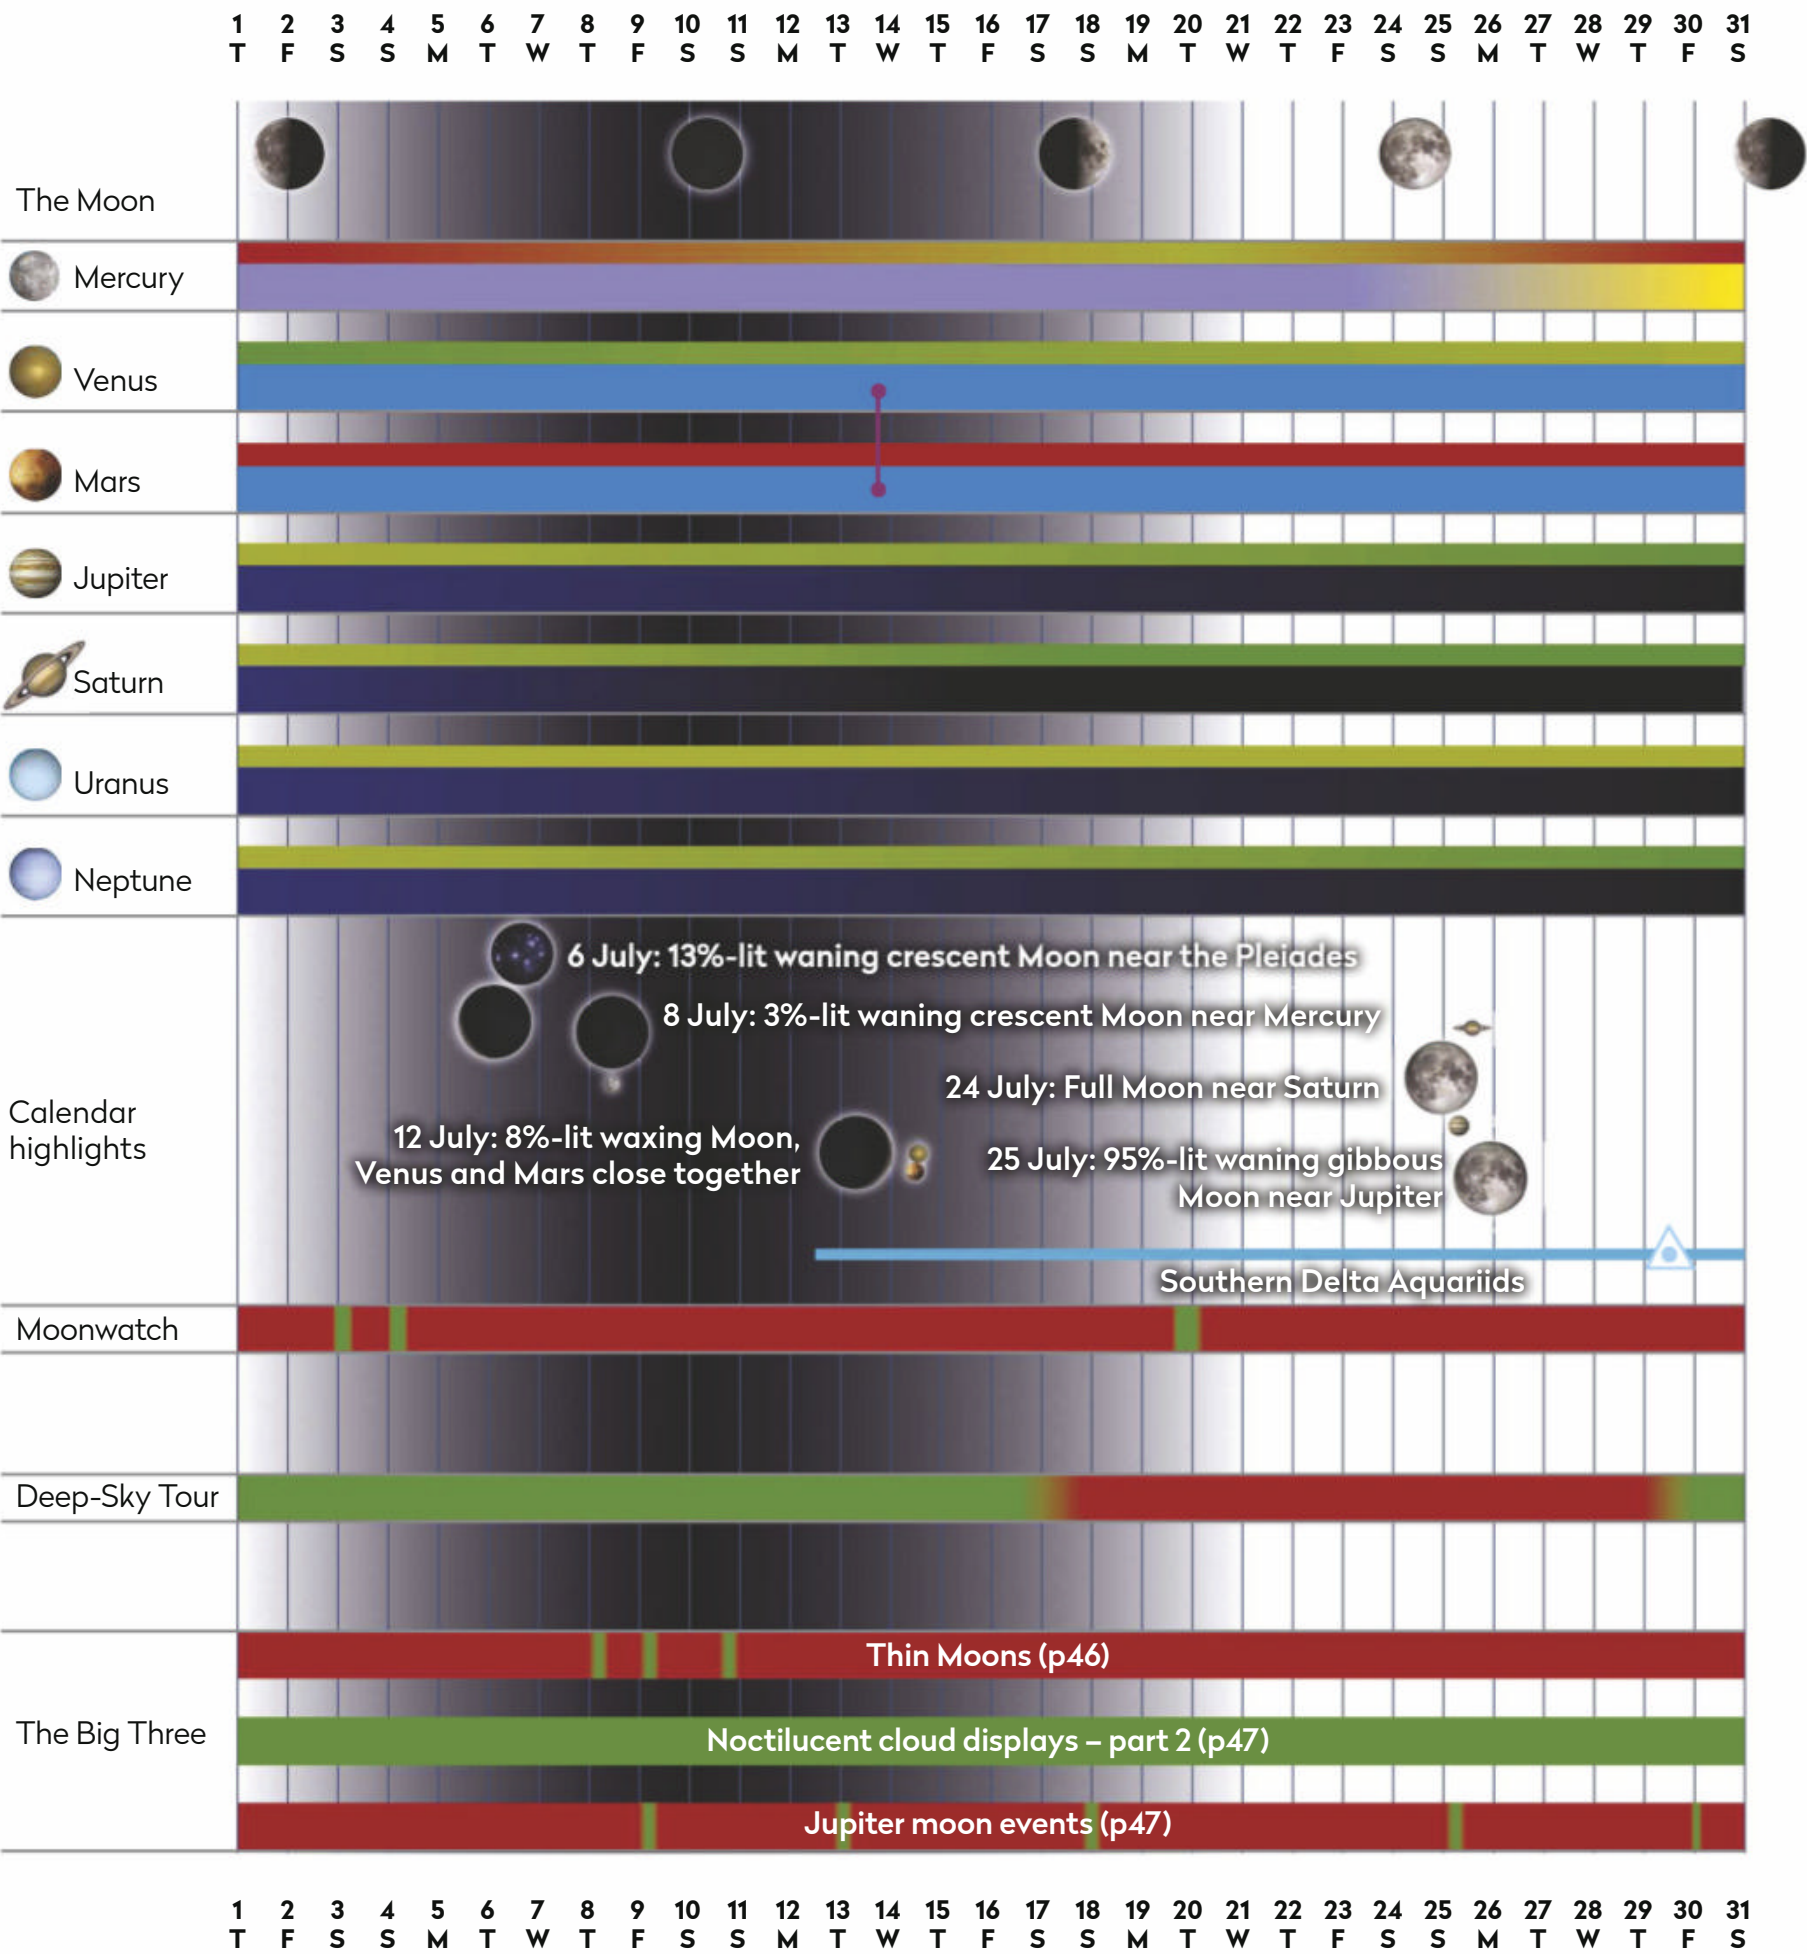 1 2 3 4 5 6 7 8 9 10 11 12 13 14 15 16 17 18 19 20 21 22 23 24 25 26 27 28 29 30 31
T F S S M T W T F S S M T W T F S S M T W T F S S M T W T F S
The Moon
Mercury
Venus
Mars
Jupiter
Saturn
Uranus
Neptune
Calendar
highlights
6 July: 13%-lit waning crescent Moon near the Pleiades
8 July: 3%-lit waning crescent Moon near Mercury
24 July: Full Moon near Saturn
12 July: 8%-lit waxing Moon,
Venus and Mars close together
25 July: 95%-lit waning gibbous
Moon near Jupiter
Southern Delta Aquariids
Moonwatch
Deep-Sky Tour
The Big Three
Thin Moons (p46)
Noctilucent cloud displays – part 2 (p47)
Jupiter moon events (p47)
1 2 3 4 5 6 7 8 9 10 11 12 13 14 15 16 17 18 19 20 21 22 23 24 25 26 27 28 29 30 31
T F S S M T W T F S S M T W T F S S M T W T F S S M T W T F S